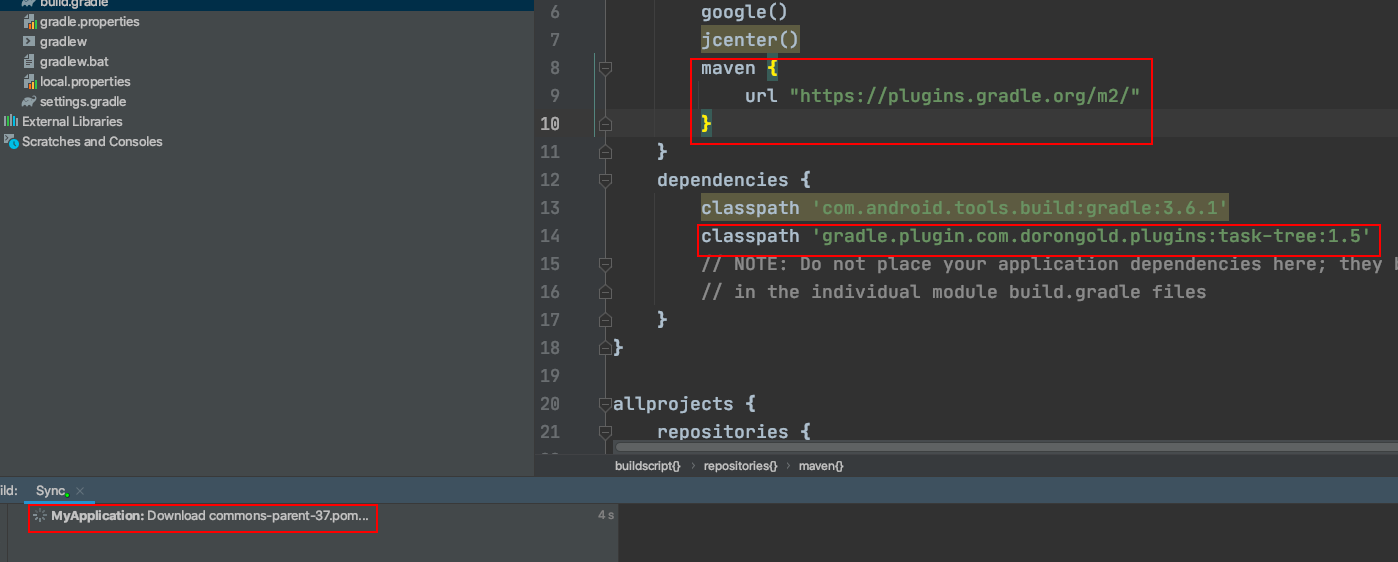 build.gradle
gradle.properties
gradlew
gradlew.bat
local.properties
settings.gradle
External Libraries
Scratches and Consoles
6 google()
7 jcenter()
8 maven {
9 url "https://plugins.gradle.org/m2/"
10 }
11 }
12 dependencies {
13 classpath 'com.android.tools.build:gradle:3.6.1'
14 classpath 'gradle.plugin.com.dorongold.plugins:task-tree:1.5'
15 // NOTE: Do not place your application dependencies here; they
16 // in the individual module build.gradle files
17 }
18 }
19
20 allprojects {
21 repositories {
buildscript{} › repositories{} › maven{}
ild: Sync
MyApplication: Download commons-parent-37.pom... 4 s